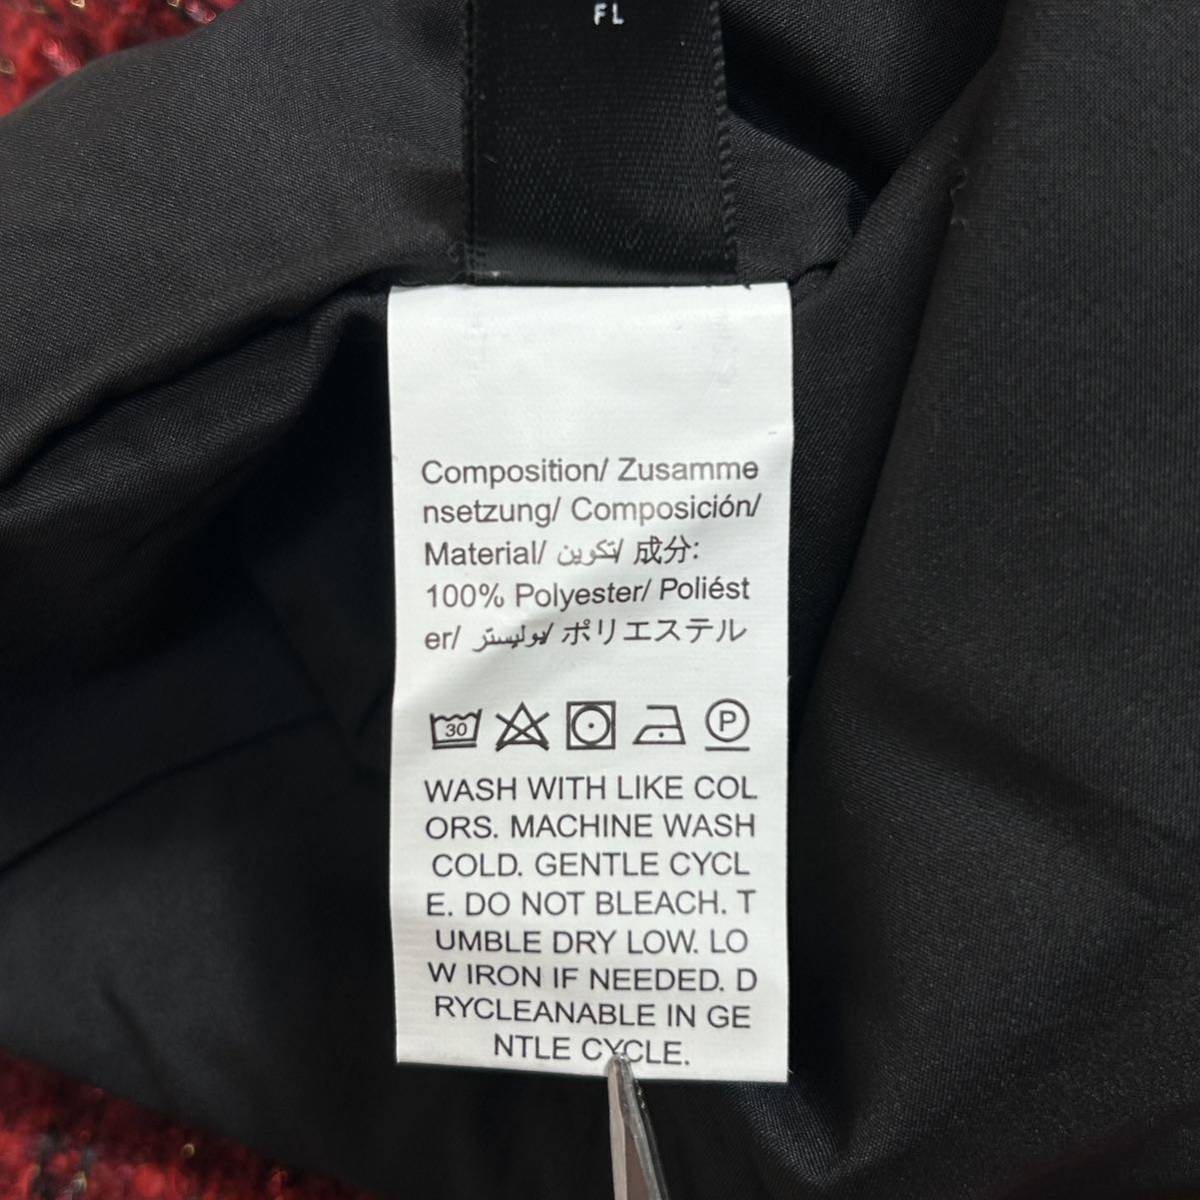 FL
Composition/ Zusamme
nsetzung/ Composición/
Material/ تكوين/ 成分:
100% Polyester/ Poliést
er/ بوليستر/ ポリエステル
30 P
WASH WITH LIKE COL
ORS. MACHINE WASH
COLD. GENTLE CYCL
E. DO NOT BLEACH. T
UMBLE DRY LOW. LO
W IRON IF NEEDED. D
RYCLEANABLE IN GE
NTLE CYCLE.